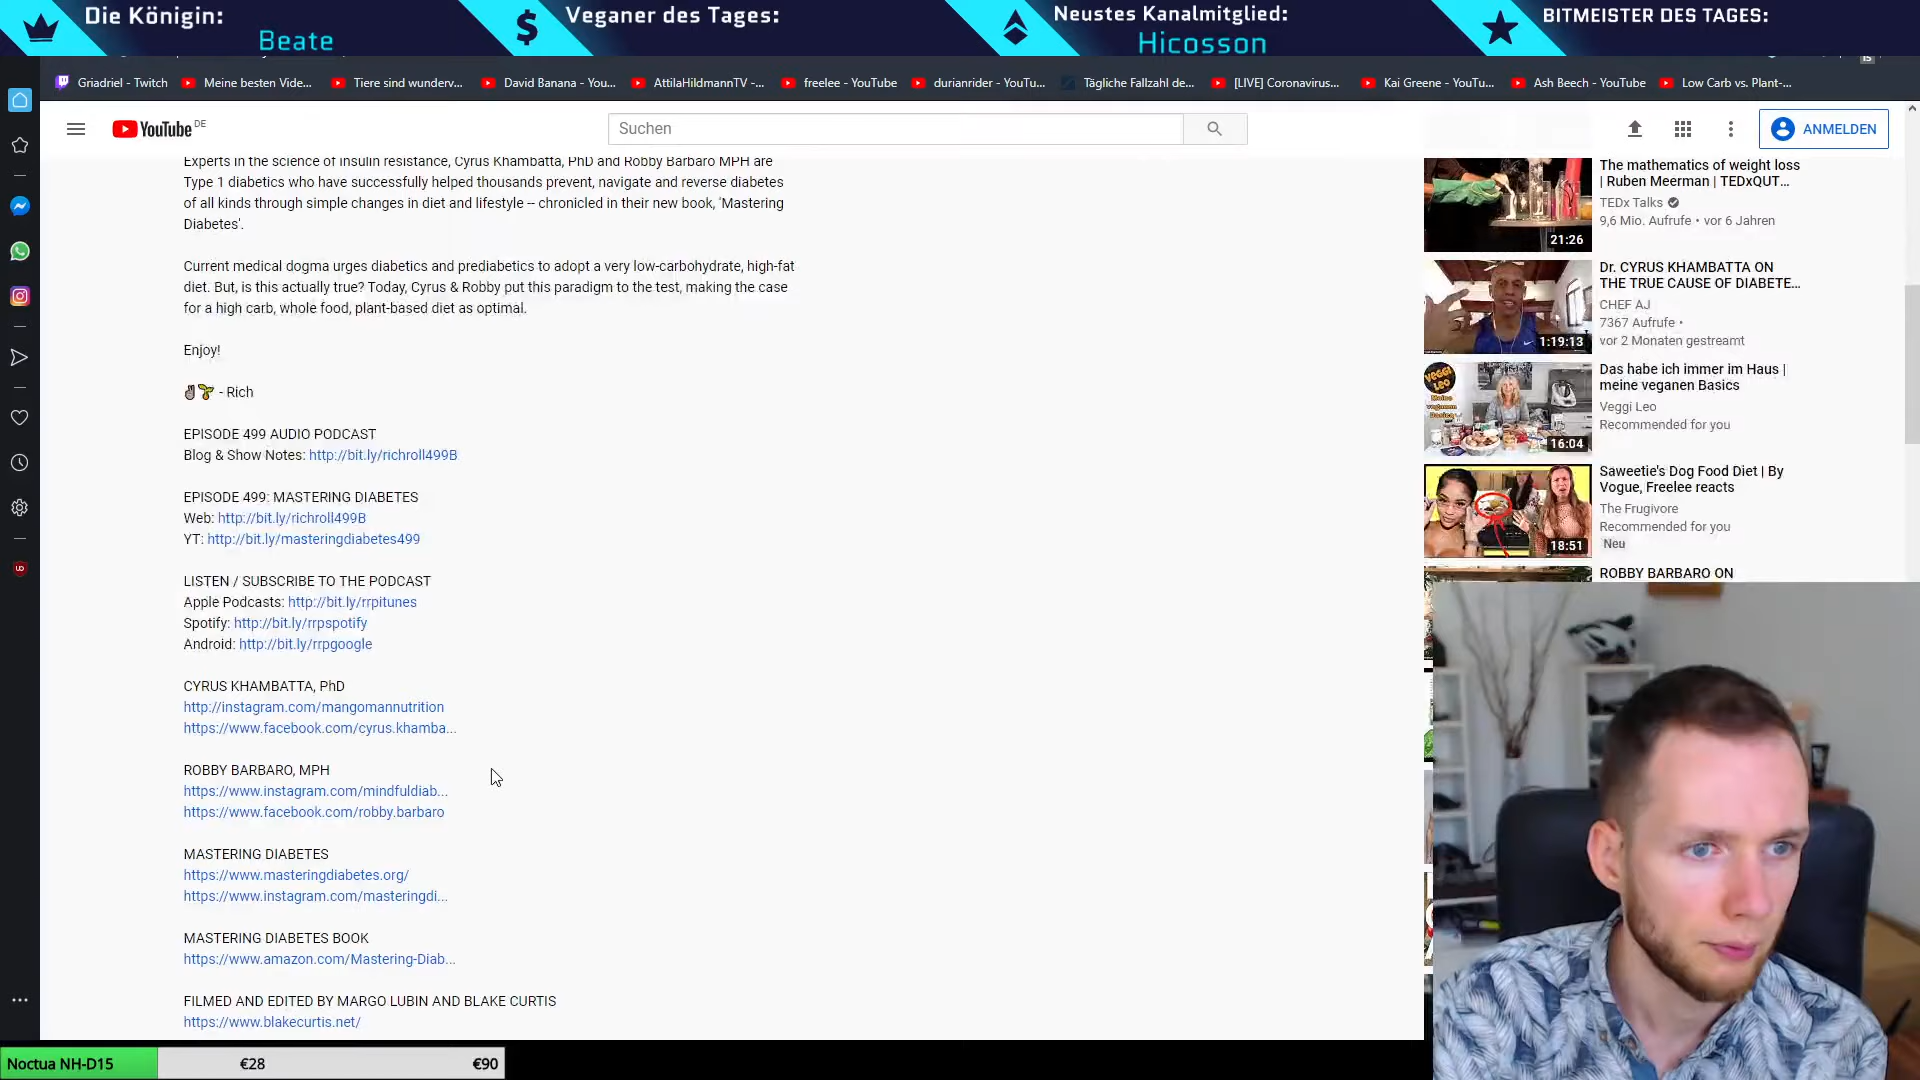 Die Königin:
Beate
$
Veganer des Tages:
Neustes Kanalmitglied:
Hicosson
BITMEISTER DES TAGES:
Griadriel - Twitch
Meine besten Vide...
Tiere sind wunderv...
David Banana - You...
AttilaHildmannTV -...
freelee - YouTube
durianrider - YouTu...
Tägliche Fallzahl de...
[LIVE] Coronavirus...
Kai Greene - YouTu...
Ash Beech - YouTube
Low Carb vs. Plant-...
YouTube DE
Suchen
ANMELDEN
Experts in the science of insulin resistance, Cyrus Khambatta, PhD and Robby Barbaro MPH are
Type 1 diabetics who have successfully helped thousands prevent, navigate and reverse diabetes
of all kinds through simple changes in diet and lifestyle -- chronicled in their new book, 'Mastering
Diabetes'.
Current medical dogma urges diabetics and prediabetics to adopt a very low-carbohydrate, high-fat
diet. But, is this actually true? Today, Cyrus & Robby put this paradigm to the test, making the case
for a high carb, whole food, plant-based diet as optimal.
Enjoy!
✌🏼🌱 - Rich
EPISODE 499 AUDIO PODCAST
Blog & Show Notes: http://bit.ly/richroll499B
EPISODE 499: MASTERING DIABETES
Web: http://bit.ly/richroll499B
YT: http://bit.ly/masteringdiabetes499
LISTEN / SUBSCRIBE TO THE PODCAST
Apple Podcasts: http://bit.ly/rrpitunes
Spotify: http://bit.ly/rrpspotify
Android: http://bit.ly/rrpgoogle
CYRUS KHAMBATTA, PhD
http://instagram.com/mangomannutrition
https://www.facebook.com/cyrus.khamba...
ROBBY BARBARO, MPH
https://www.instagram.com/mindfuldiab...
https://www.facebook.com/robby.barbaro
MASTERING DIABETES
https://www.masteringdiabetes.org/
https://www.instagram.com/masteringdi...
MASTERING DIABETES BOOK
https://www.amazon.com/Mastering-Diab...
FILMED AND EDITED BY MARGO LUBIN AND BLAKE CURTIS
https://www.blakecurtis.net/
The mathematics of weight loss
| Ruben Meerman | TEDxQUT...
TEDx Talks
9,6 Mio. Aufrufe • vor 6 Jahren
21:26
Dr. CYRUS KHAMBATTA ON
THE TRUE CAUSE OF DIABETE...
CHEF AJ
7367 Aufrufe •
vor 2 Monaten gestreamt
1:19:13
Das habe ich immer im Haus |
meine veganen Basics
Veggi Leo
Recommended for you
VEGGI
LEO
Meine
veganen
Basics
16:04
Saweetie's Dog Food Diet | By
Vogue, Freelee reacts
The Frugivore
Recommended for you
Neu
18:51
ROBBY BARBARO ON
Noctua NH-D15
€28
€90